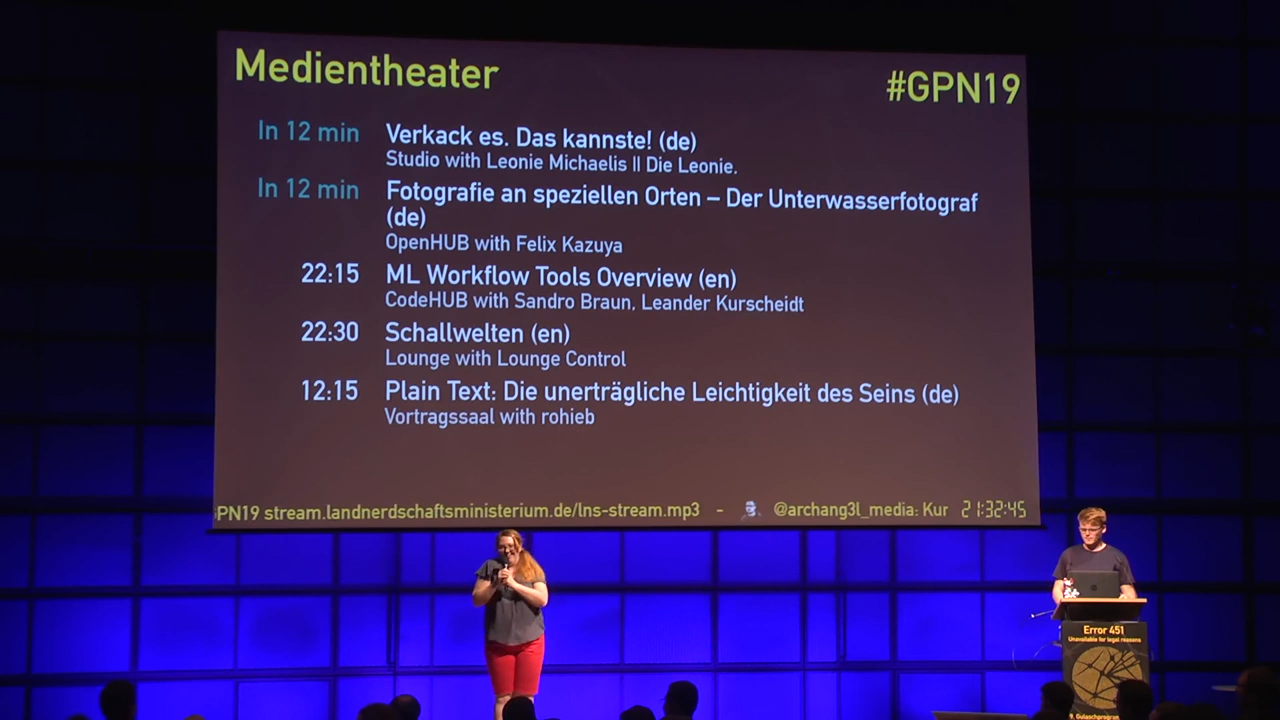 Medientheater
#GPN19
In 12 min
Verkack es. Das kannste! (de)
Studio with Leonie Michaelis || Die Leonie.
In 12 min
Fotografie an speziellen Orten – Der Unterwasserfotograf
(de)
OpenHUB with Felix Kazuya
22:15
ML Workflow Tools Overview (en)
CodeHUB with Sandro Braun, Leander Kurscheidt
22:30
Schallwelten (en)
Lounge with Lounge Control
12:15
Plain Text: Die unerträgliche Leichtigkeit des Seins (de)
Vortragssaal with rohieb
GPN19 stream.landnerdschaftsministerium.de/lns-stream.mp3 - @archang3l_media: Kur 21:32:45
Error 451
Unavailable for legal reasons
9. Gulaschprogra